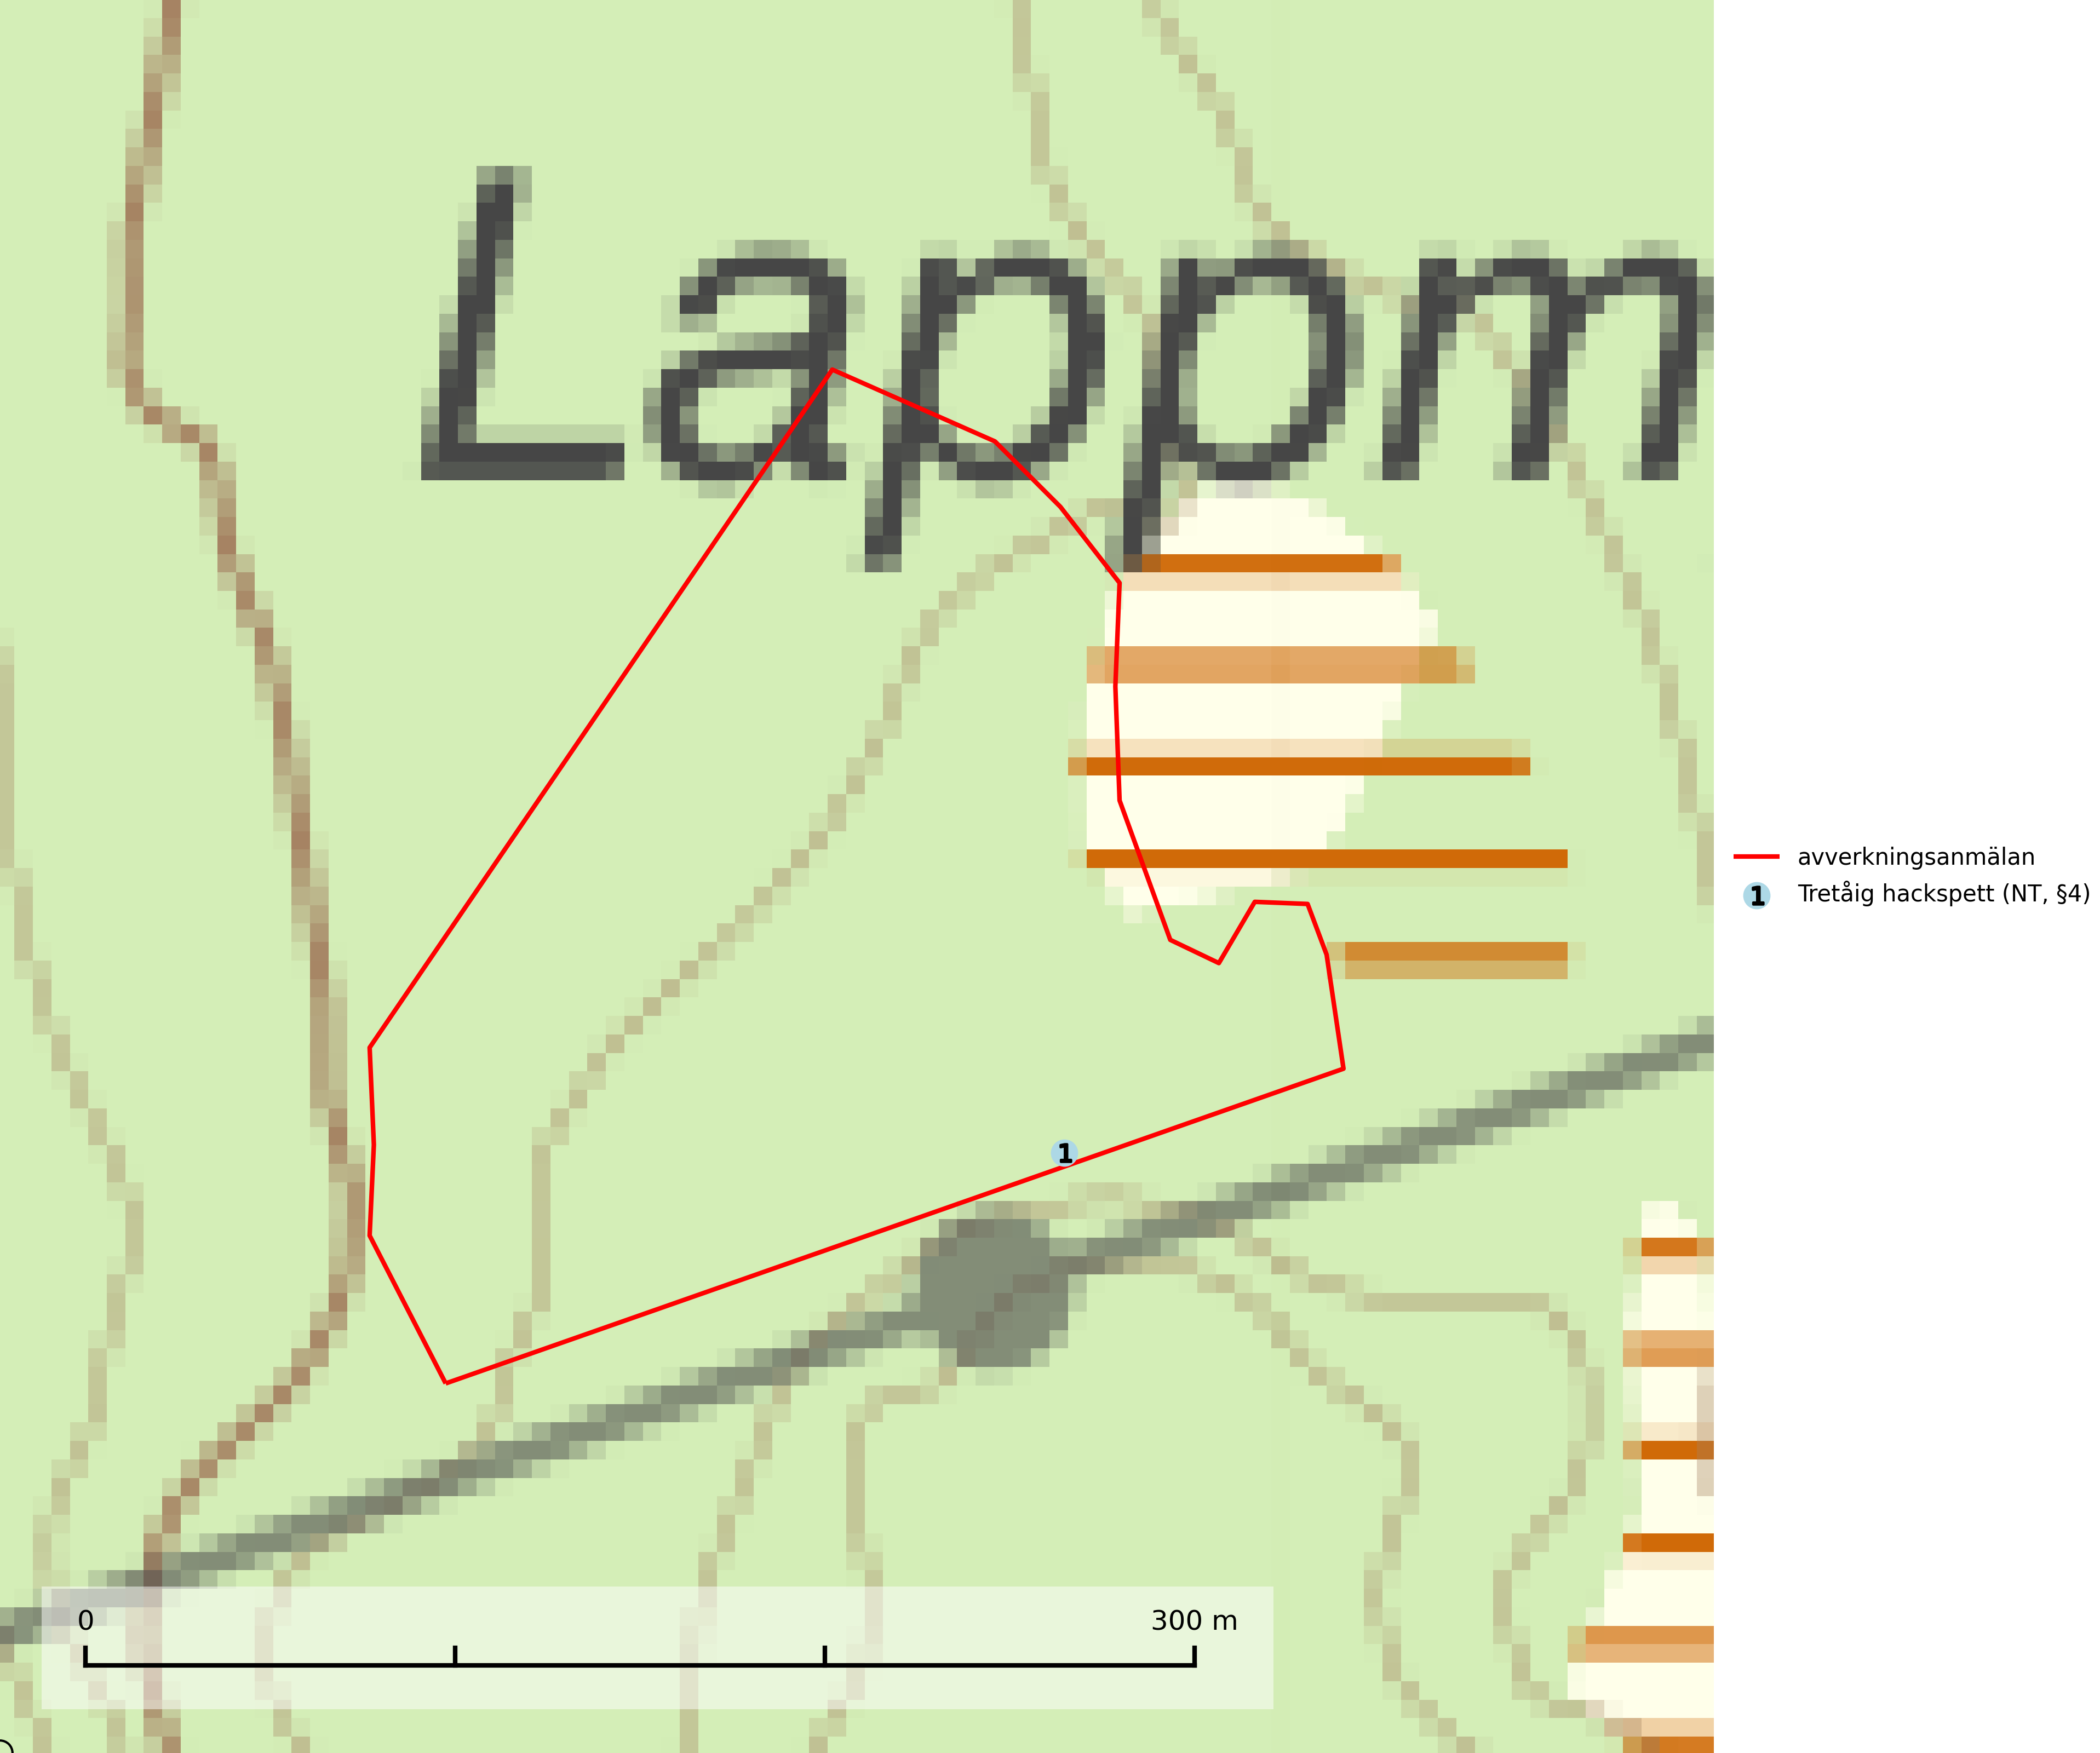 Lappm
avverkningsanmälan
1 Tretåig hackspett (NT, §4)
1
0 300 m